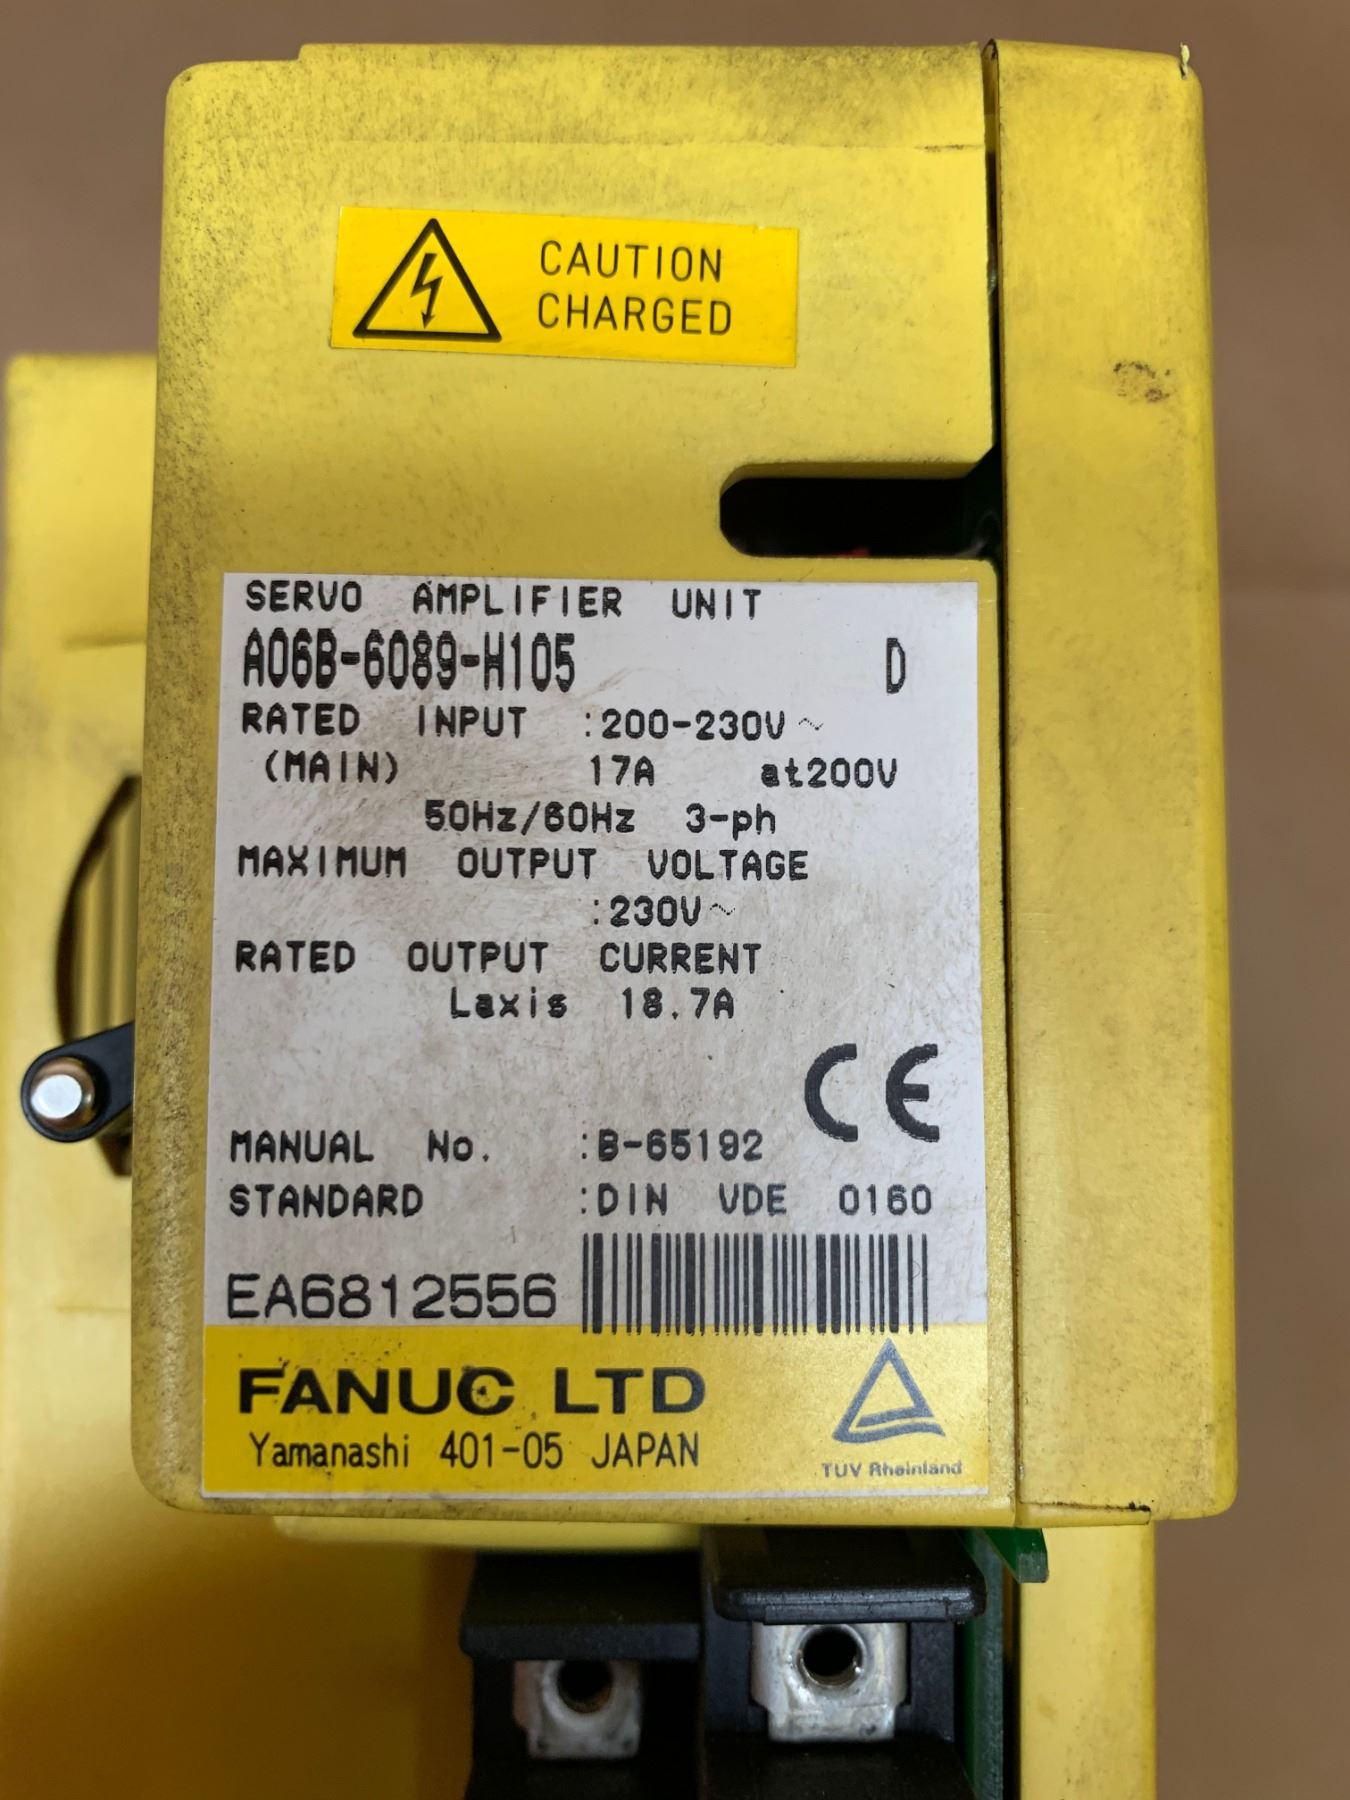 CAUTION
CHARGED
SERVO AMPLIFIER UNIT
A06B-6089-H105 D
RATED INPUT :200-230V~
(MAIN) 17A at200V
50Hz/60Hz 3-ph
MAXIMUM OUTPUT VOLTAGE
:230V~
RATED OUTPUT CURRENT
Laxis 18.7A
CE
MANUAL No. :B-65192
STANDARD :DIN VDE 0160
EA6812556
FANUC LTD
Yamanashi 401-05 JAPAN
TUV Rheinland